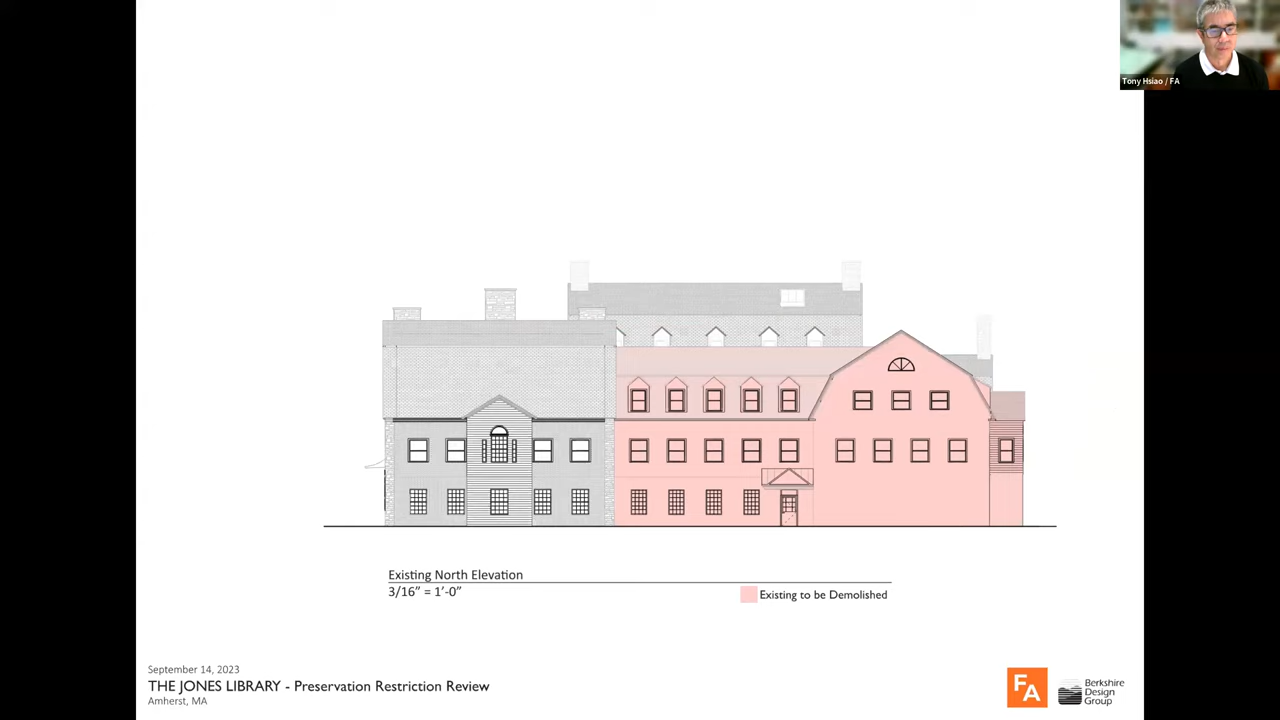 Tony Hsiao / FA
Existing North Elevation
3/16” = 1’-0”
Existing to be Demolished
September 14, 2023
THE JONES LIBRARY - Preservation Restriction Review
Amherst, MA
FA
Berkshire
Design
Group